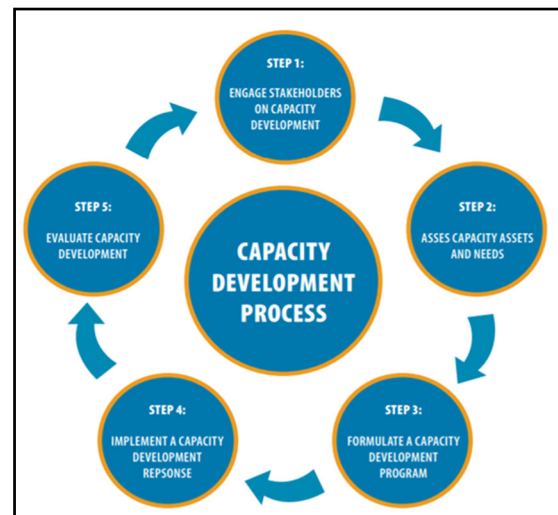 STEP 1:
ENGAGE STAKEHOLDERS
ON CAPACITY
DEVELOPMENT
STEP 2:
ASSES CAPACITY ASSETS
AND NEEDS
STEP 3:
FORMULATE A CAPACITY
DEVELOPMENT
PROGRAM
STEP 4:
IMPLEMENT A CAPACITY
DEVELOPMENT
REPSONSE
STEP 5:
EVALUATE CAPACITY
DEVELOPMENT
CAPACITY
DEVELOPMENT
PROCESS